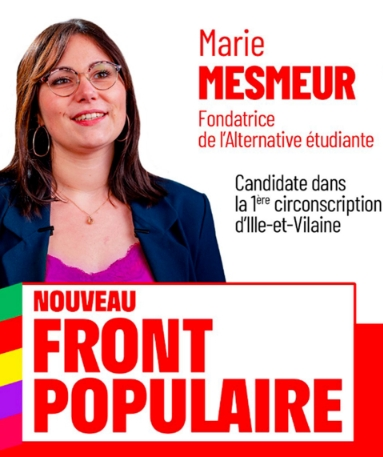 Marie
MESMEUR
Fondatrice
de l'Alternative étudiante
Candidate dans
la 1ère circonscription
d'Ille-et-Vilaine
NOUVEAU
FRONT
POPULAIRE